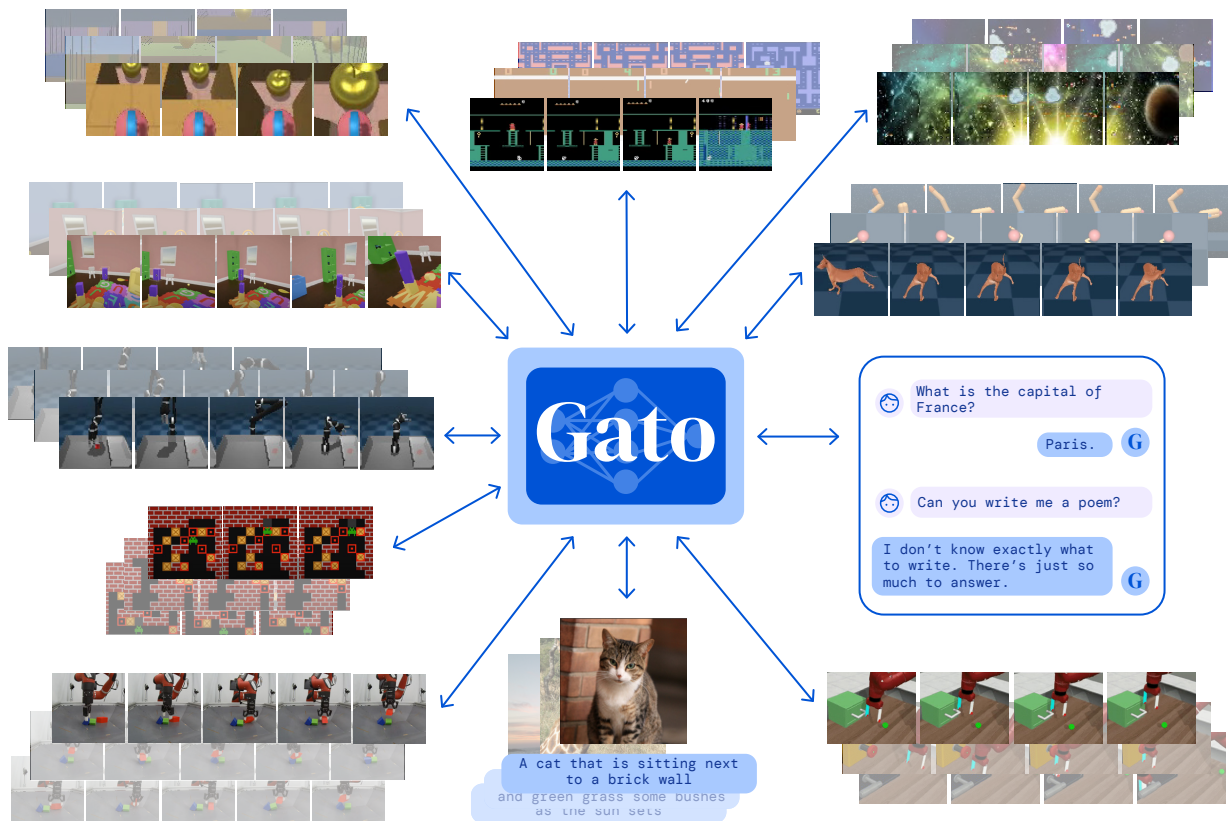 Gato
What is the capital of
France?
Paris.
G
Can you write me a poem?
I don’t know exactly what
to write. There’s just so
much to answer.
G
A cat that is sitting next
to a brick wall
and green grass some bushes
as the sun sets